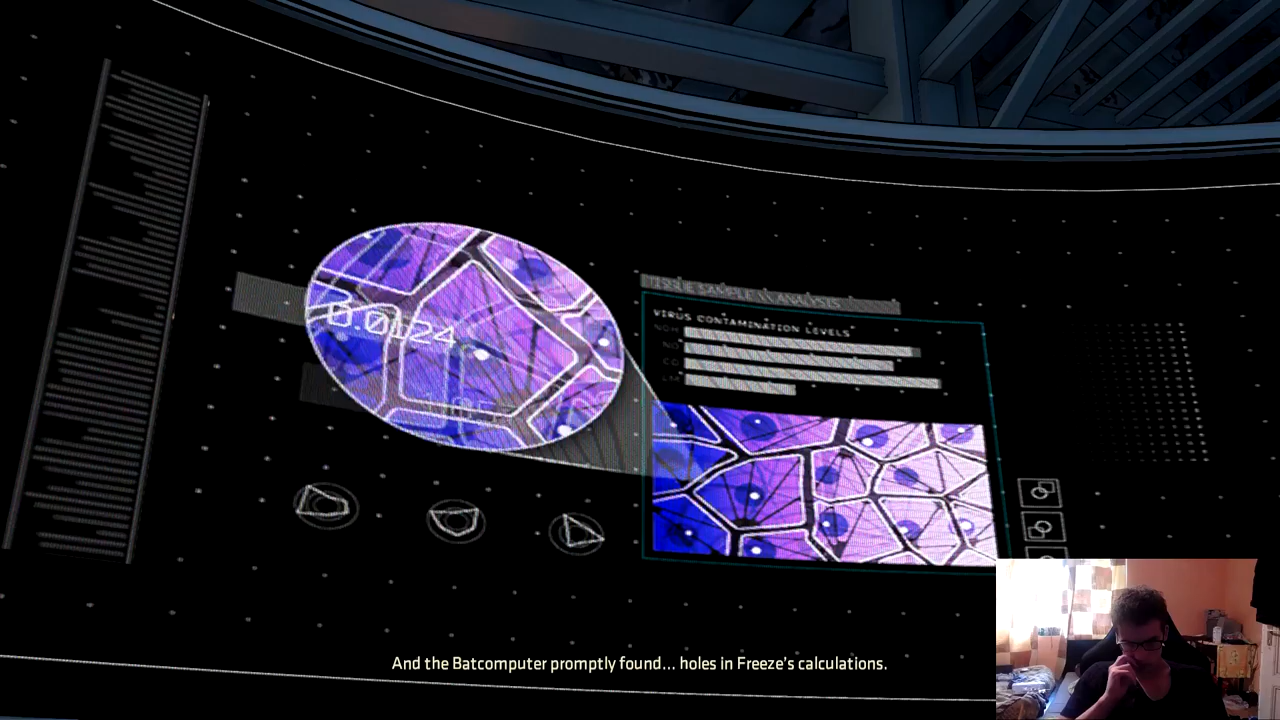 TISSUE SAMPLE \\ ANALYSIS
VIRUS CONTAMINATION LEVELS
0.0124
And the Batcomputer promptly found... holes in Freeze's calculations.